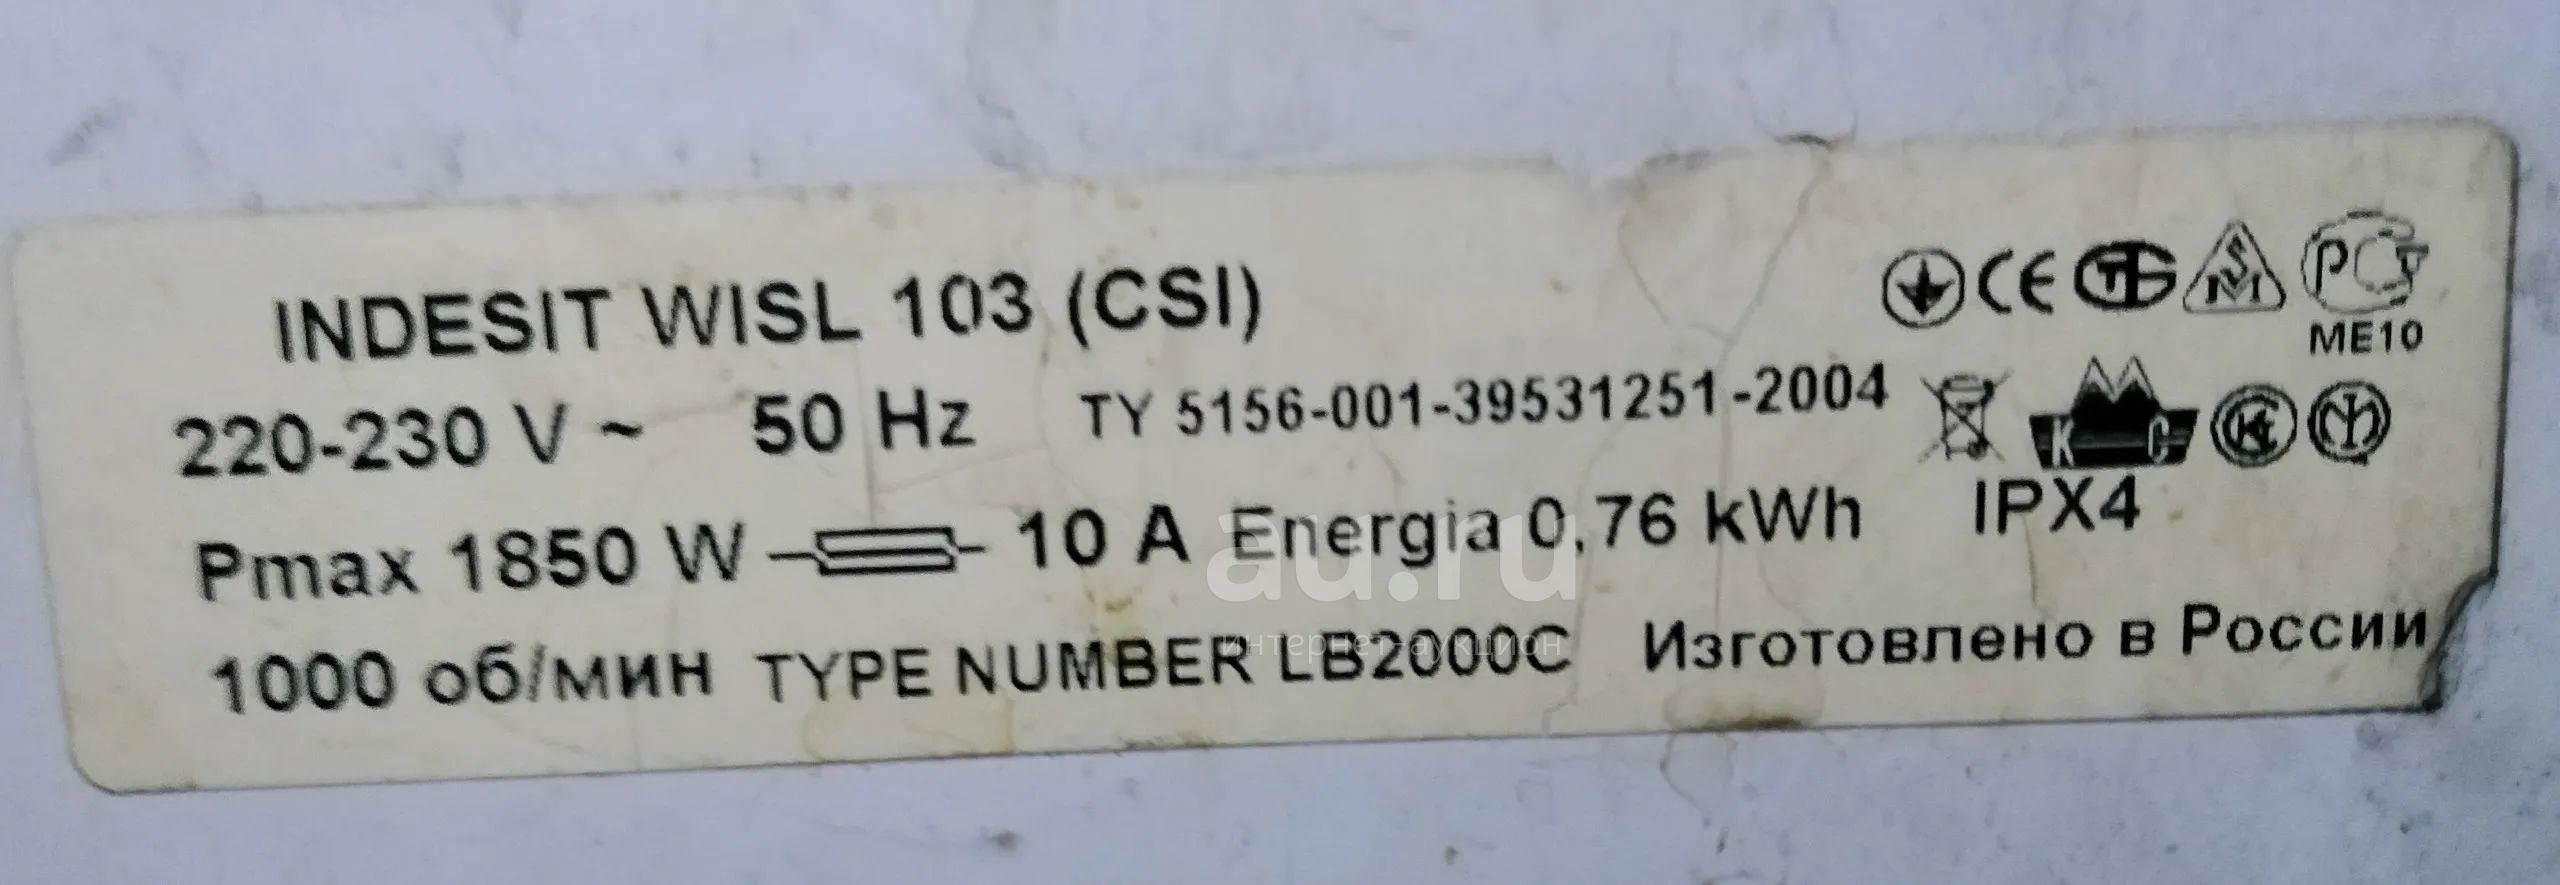 INDESIT WISL 103 (CSI)
ME10
220-230 V ~ 50 Hz TY 5156-001-39531251-2004
K C
Pmax 1850 W 10 A Energia 0,76 kWh IPX4
1000 об/мин TYPE NUMBER LB2000C Изготовлено в России
au.ru
интернет-аукцион